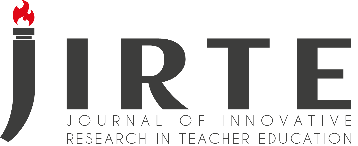 JIRTE
JOURNAL OF INNOVATIVE
RESEARCH IN TEACHER EDUCATION